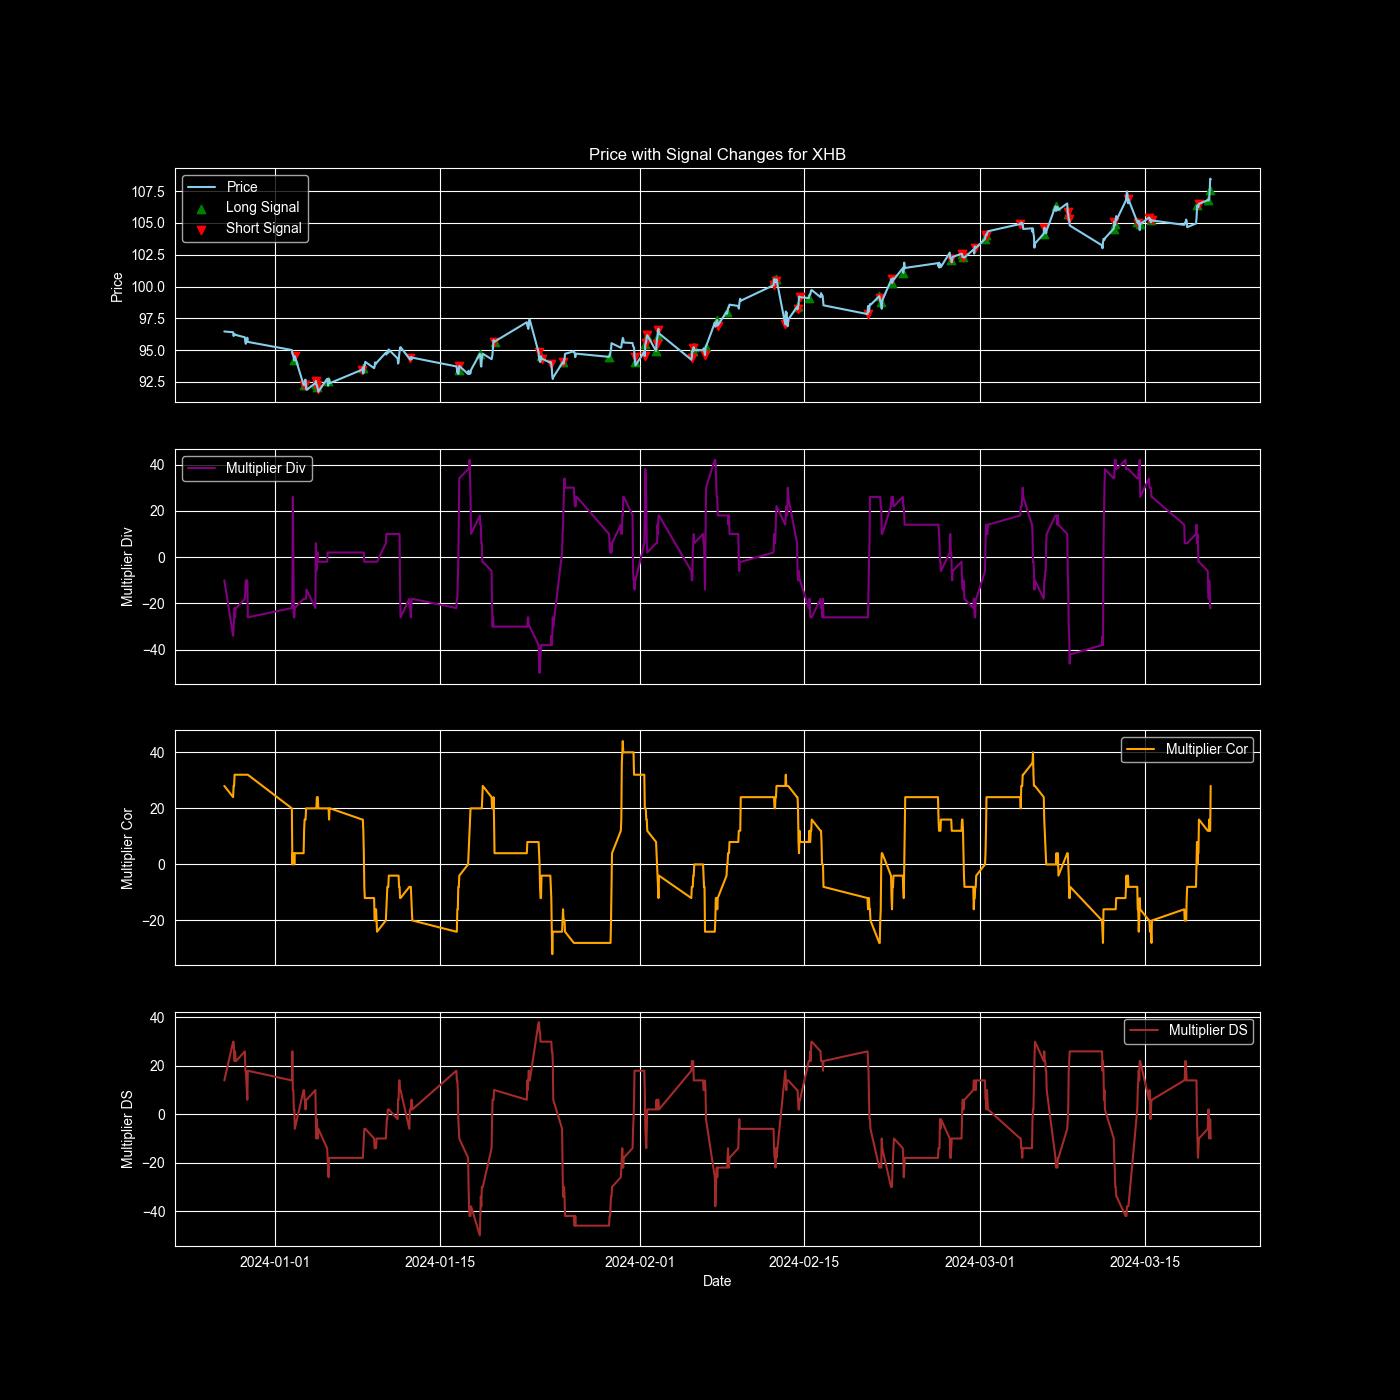 Price with Signal Changes for XHB
Price
Long Signal
Short Signal
107.5
105.0
102.5
100.0
97.5
95.0
92.5
Price
Multiplier Div
40
20
0
−20
−40
Multiplier Div
Multiplier Cor
40
20
0
−20
Multiplier Cor
Multiplier DS
40
20
0
−20
−40
Multiplier DS
2024-01-01 2024-01-15 2024-02-01 2024-02-15 2024-03-01 2024-03-15
Date